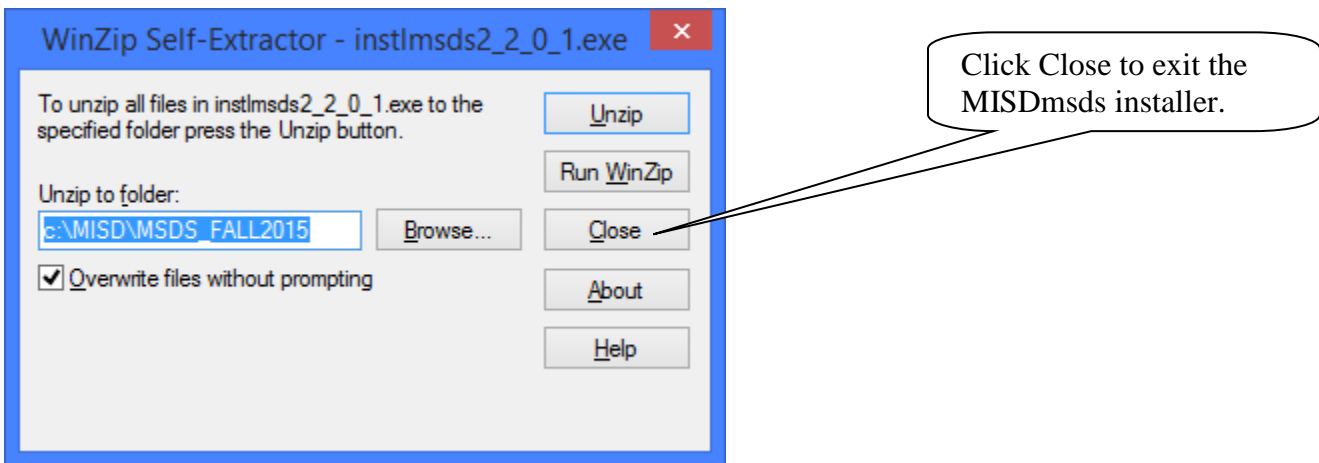 WinZip Self-Extractor - instlmsds2_2_0_1.exe
To unzip all files in instlmsds2_2_0_1.exe to the
specified folder press the Unzip button.
Unzip to folder:
c:\MISD\MSDS_FALL2015
Browse...
Overwrite files without prompting
Unzip
Run WinZip
Close
About
Help
Click Close to exit the
MISDmsds installer.